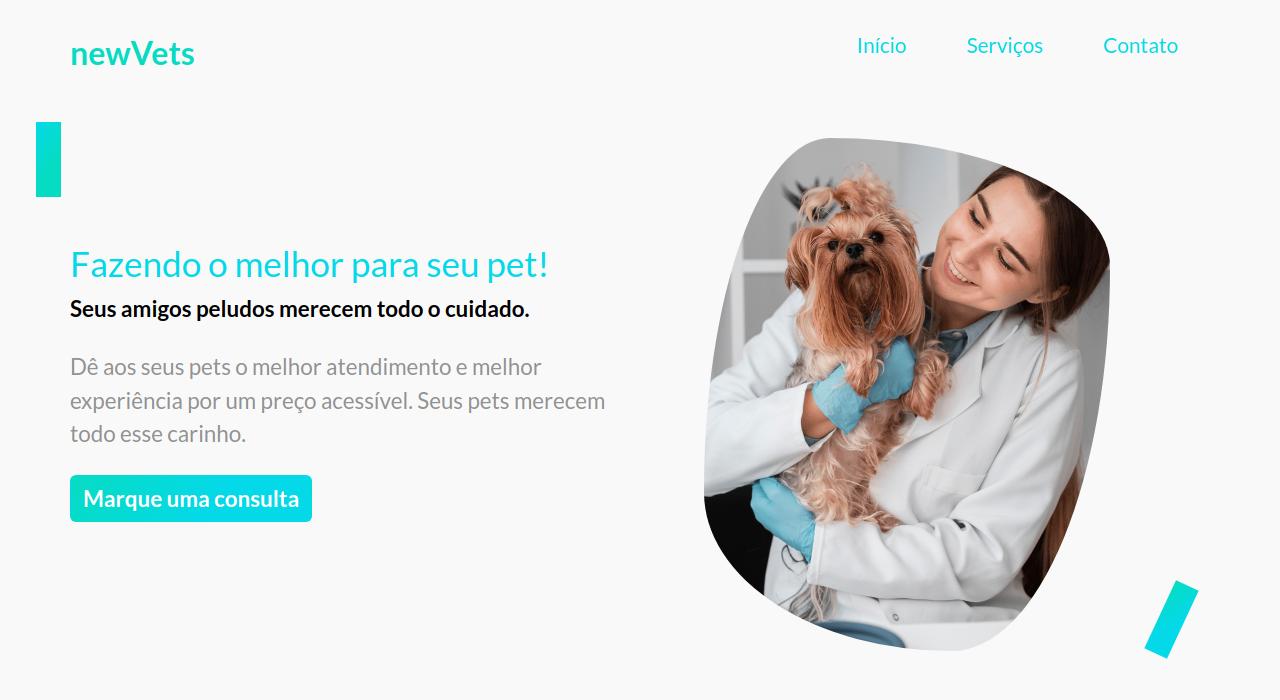 newVets
Início
Serviços
Contato
Fazendo o melhor para seu pet!
Seus amigos peludos merecem todo o cuidado.
Dê aos seus pets o melhor atendimento e melhor
experiência por um preço acessível. Seus pets merecem
todo esse carinho.
Marque uma consulta